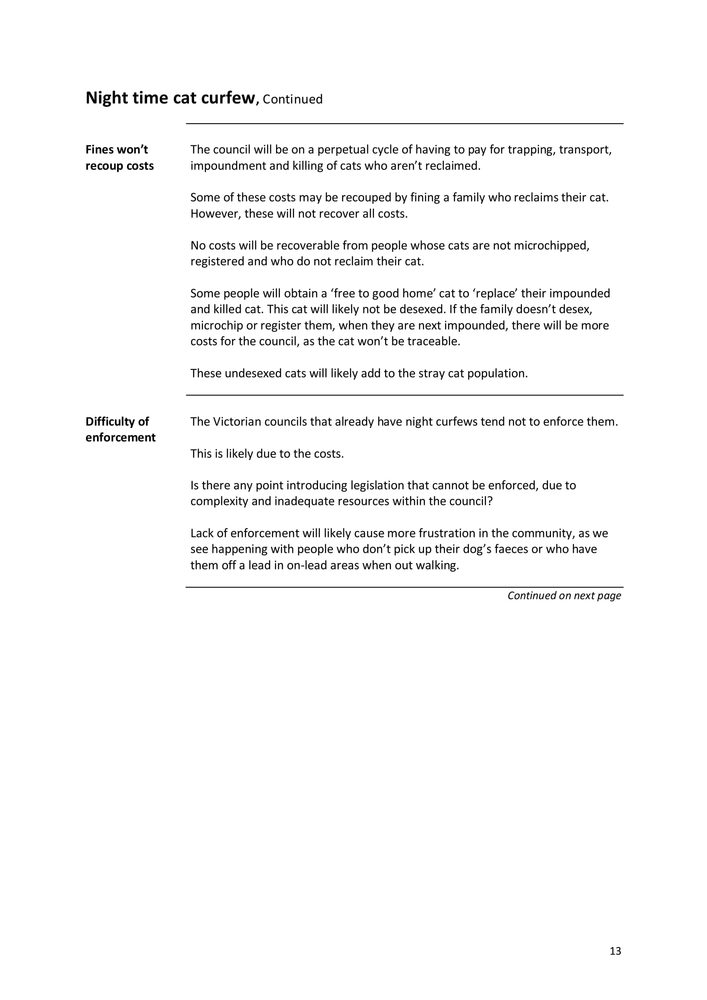 Night time cat curfew, Continued
Fines won’t
recoup costs
The council will be on a perpetual cycle of having to pay for trapping, transport,
impoundment and killing of cats who aren’t reclaimed.
Some of these costs may be recouped by fining a family who reclaims their cat.
However, these will not recover all costs.
No costs will be recoverable from people whose cats are not microchipped,
registered and who do not reclaim their cat.
Some people will obtain a ‘free to good home’ cat to ‘replace’ their impounded
and killed cat. This cat will likely not be desexed. If the family doesn’t desex,
microchip or register them, when they are next impounded, there will be more
costs for the council, as the cat won’t be traceable.
These undesexed cats will likely add to the stray cat population.
Difficulty of
enforcement
The Victorian councils that already have night curfews tend not to enforce them.
This is likely due to the costs.
Is there any point introducing legislation that cannot be enforced, due to
complexity and inadequate resources within the council?
Lack of enforcement will likely cause more frustration in the community, as we
see happening with people who don’t pick up their dog’s faeces or who have
them off a lead in on-lead areas when out walking.
Continued on next page
13